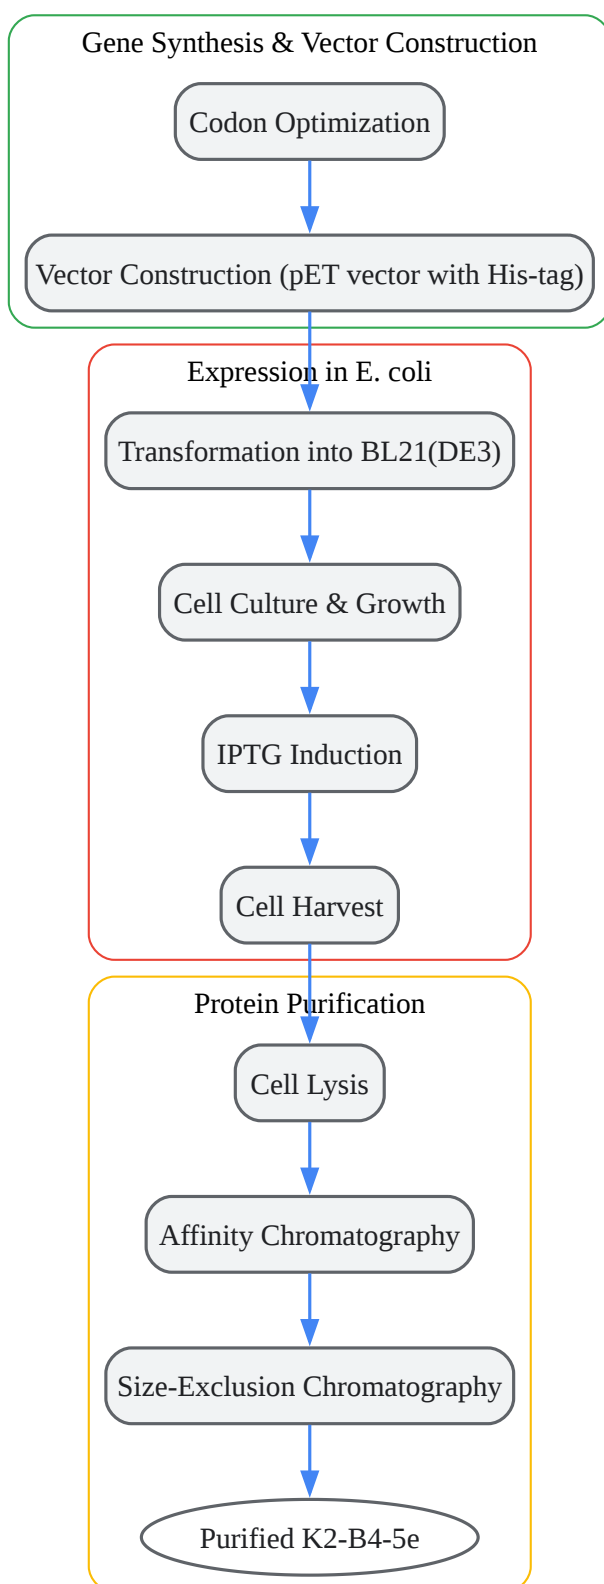 Gene Synthesis & Vector Construction
Codon Optimization
Vector Construction (pET vector with His-tag)
Expression in E. coli
Transformation into BL21(DE3)
Cell Culture & Growth
IPTG Induction
Cell Harvest
Protein Purification
Cell Lysis
Affinity Chromatography
Size-Exclusion Chromatography
Purified K2-B4-5e